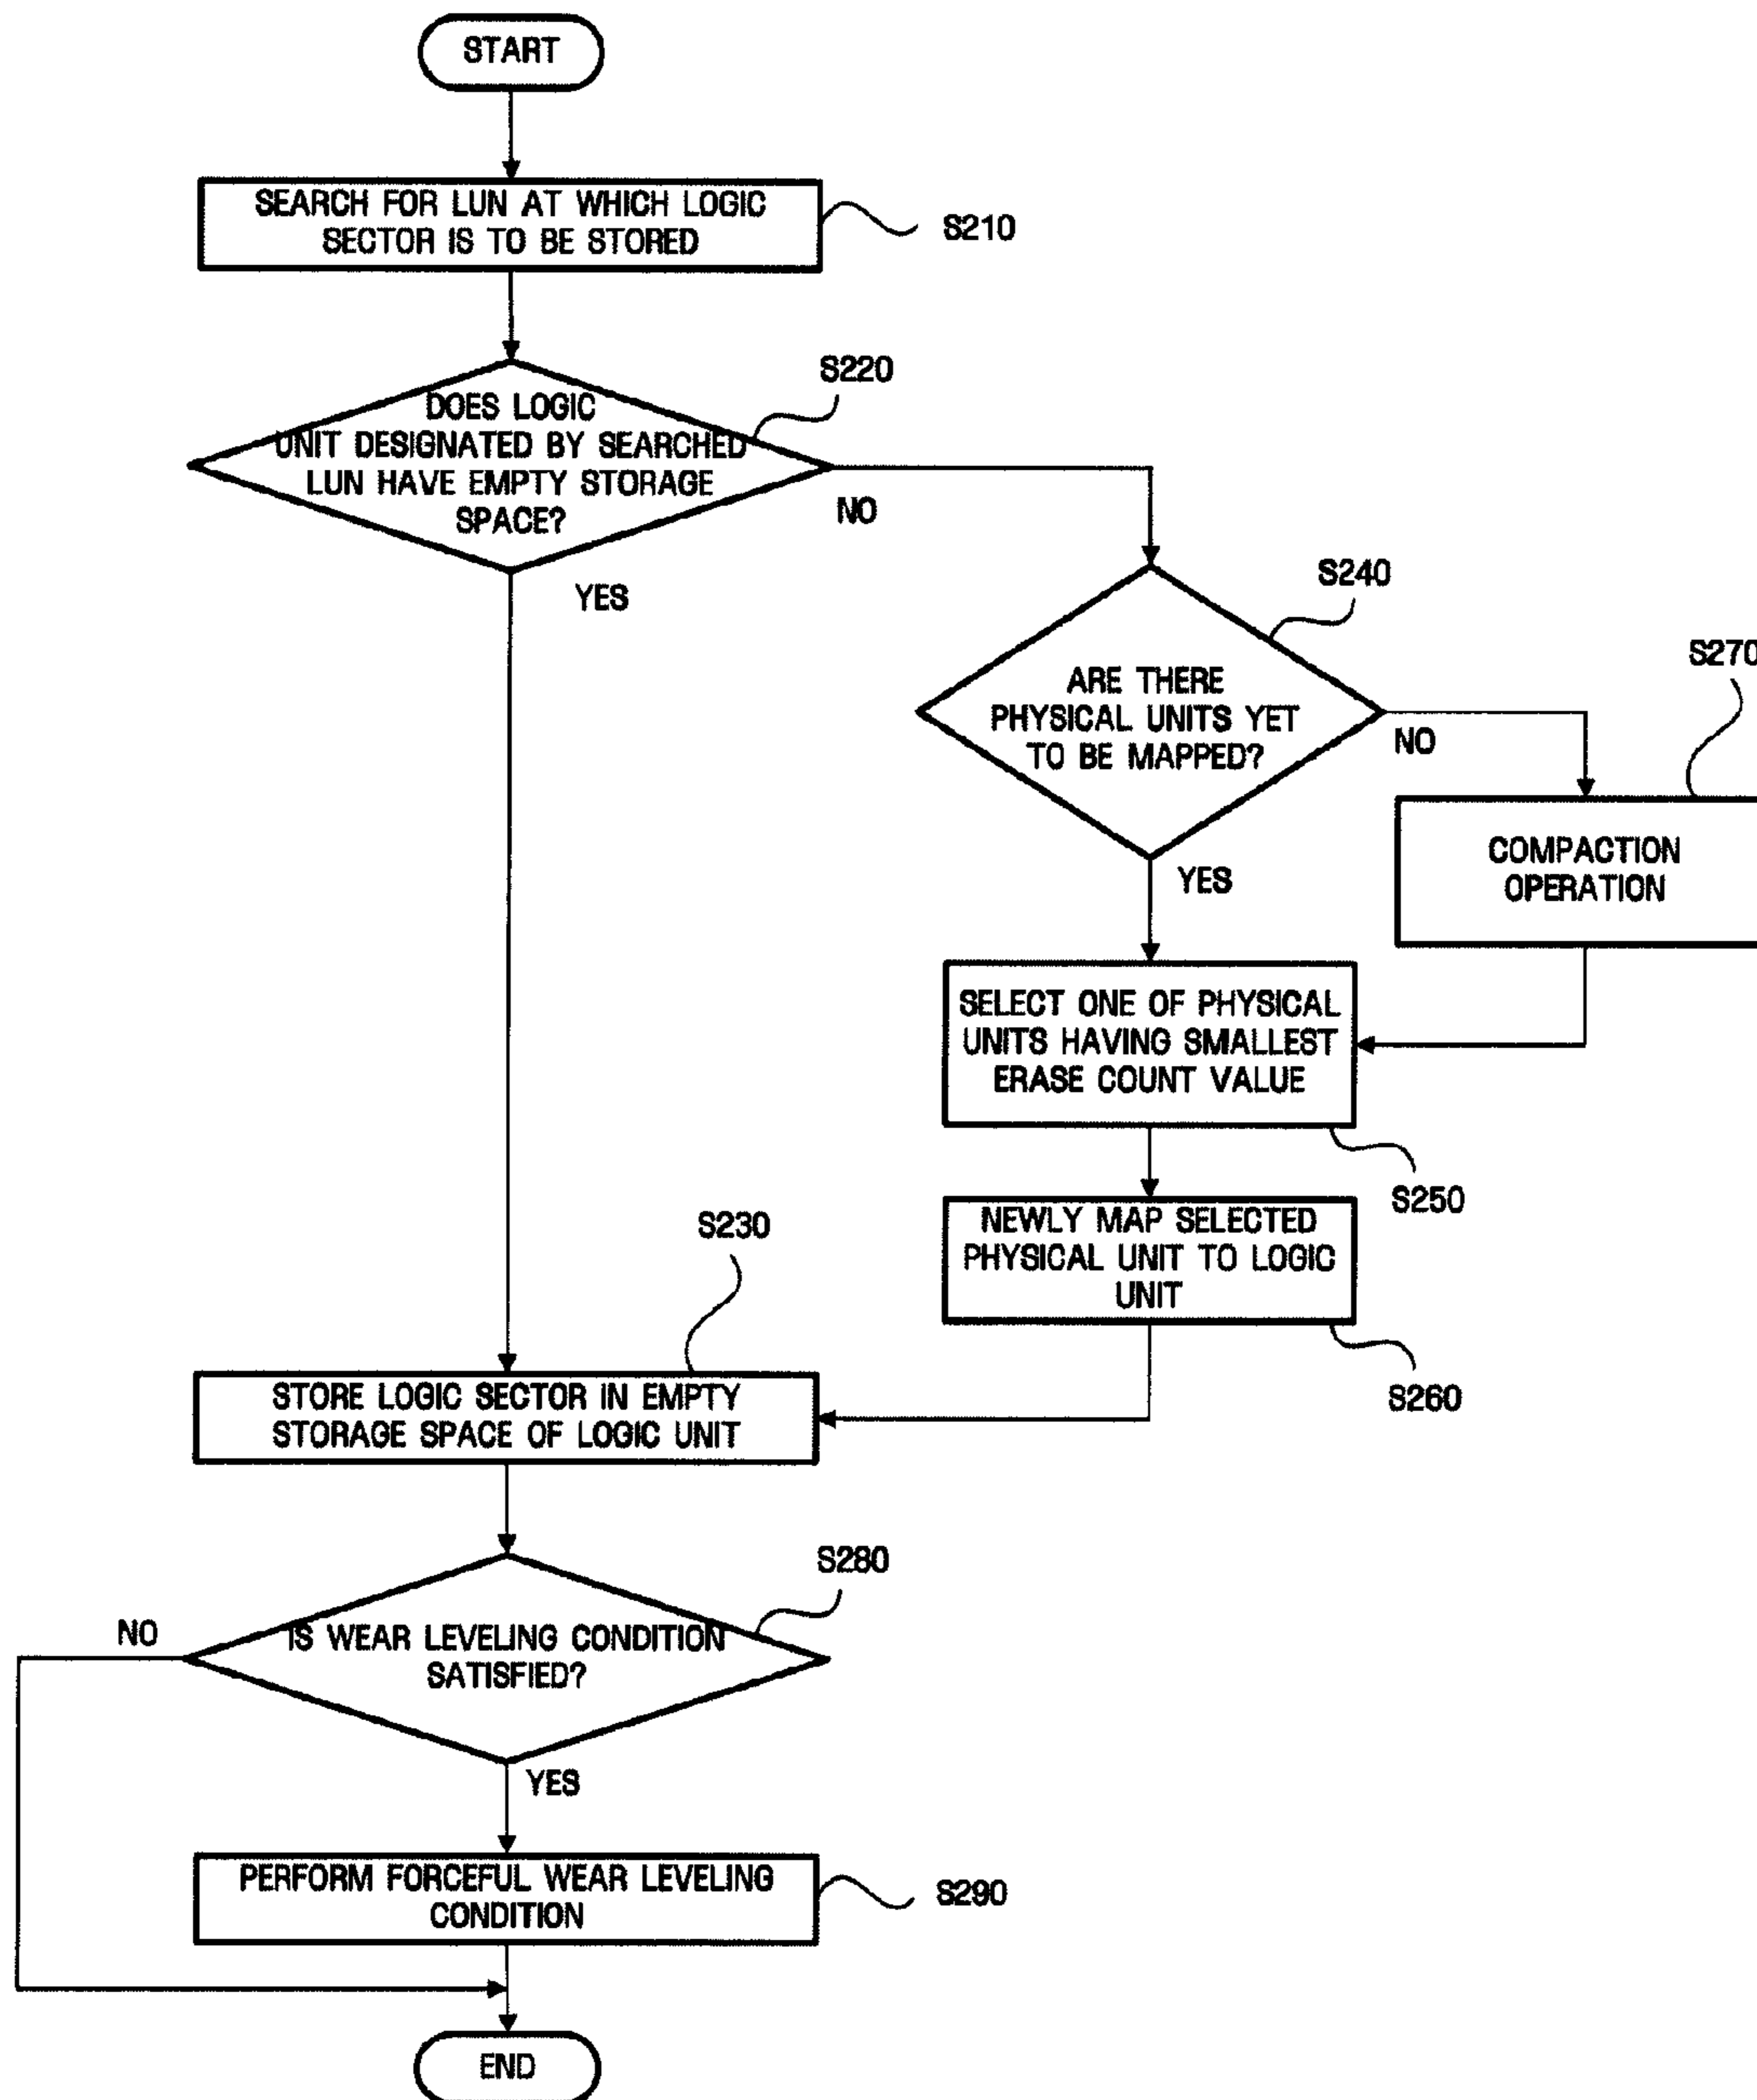 START
SEARCH FOR LUN AT WHICH LOGIC
SECTOR IS TO BE STORED
S210
S220
DOES LOGIC
UNIT DESIGNATED BY SEARCHED
LUN HAVE EMPTY STORAGE
SPACE?
NO
YES
S240
ARE THERE
PHYSICAL UNITS YET
TO BE MAPPED?
NO
YES
S270
COMPACTION
OPERATION
SELECT ONE OF PHYSICAL
UNITS HAVING SMALLEST
ERASE COUNT VALUE
S250
NEWLY MAP SELECTED
PHYSICAL UNIT TO LOGIC
UNIT
S260
S230
STORE LOGIC SECTOR IN EMPTY
STORAGE SPACE OF LOGIC UNIT
S280
IS WEAR LEVELING CONDITION
SATISFIED?
NO
YES
PERFORM FORCEFUL WEAR LEVELING
CONDITION
S290
END